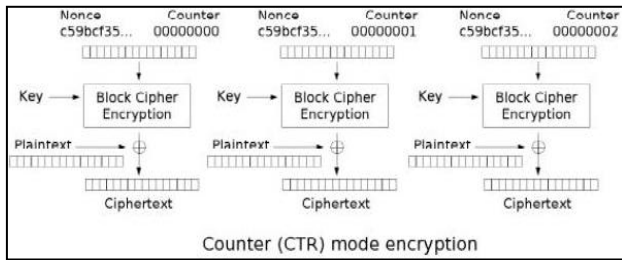 Nonce Counter Nonce Counter Nonce Counter
c59bcf35... 00000000 c59bcf35... 00000001 c59bcf35... 00000002
Key Block Cipher Encryption Key Block Cipher Encryption Key Block Cipher Encryption
Plaintext Plaintext Plaintext
Ciphertext Ciphertext Ciphertext
Counter (CTR) mode encryption